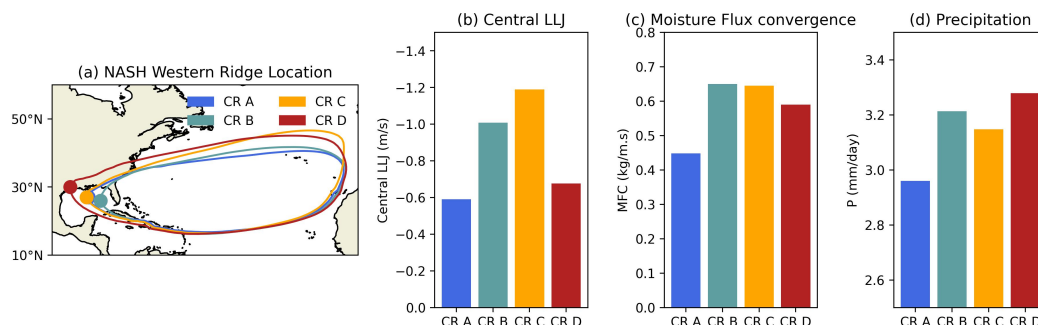 (a) NASH Western Ridge Location
CR A
CR B
CR C
CR D
50°N
30°N
10°N
(b) Central LLJ
Central LLJ (m/s)
−1.4
−1.2
−1.0
−0.8
−0.6
−0.4
−0.2
0.0
CR A CR B CR C CR D
(c) Moisture Flux convergence
MFC (kg/m.s)
0.8
0.7
0.6
0.5
0.4
0.3
0.2
0.1
0.0
CR A CR B CR C CR D
(d) Precipitation
P (mm/day)
3.4
3.2
3.0
2.8
2.6
CR A CR B CR C CR D